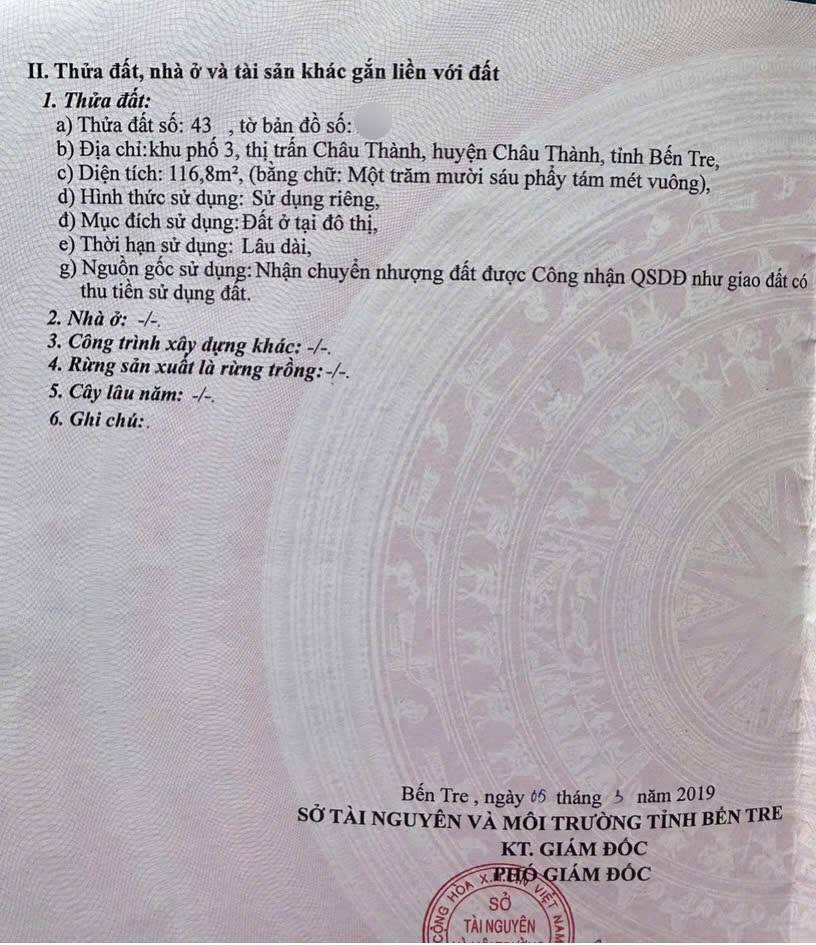 II. Thửa đất, nhà ở và tài sản khác gắn liền với đất
1. Thửa đất:
a) Thửa đất số: 43 , tờ bản đồ số:
b) Địa chỉ:khu phố 3, thị trấn Châu Thành, huyện Châu Thành, tỉnh Bến Tre,
c) Diện tích: 116,8m², (bằng chữ: Một trăm mười sáu phẩy tám mét vuông),
d) Hình thức sử dụng: Sử dụng riêng,
đ) Mục đích sử dụng:Đất ở tại đô thị,
e) Thời hạn sử dụng: Lâu dài,
g) Nguồn gốc sử dụng:Nhận chuyển nhượng đất được Công nhận QSDĐ như giao đất có
thu tiền sử dụng đất.
2. Nhà ở: -/-.
3. Công trình xây dựng khác: -/-.
4. Rừng sản xuất là rừng trồng:-/-.
5. Cây lâu năm: -/-.
6. Ghi chú:.
Bến Tre , ngày 05 tháng 3 năm 2019
SỞ TÀI NGUYÊN VÀ MÔI TRƯỜNG TỈNH BẾN TRE
KT. GIÁM ĐỐC
PHÓ GIÁM ĐỐC
CỘNG HÒA X. VIỆT NAM
SỞ
TÀI NGUYÊN